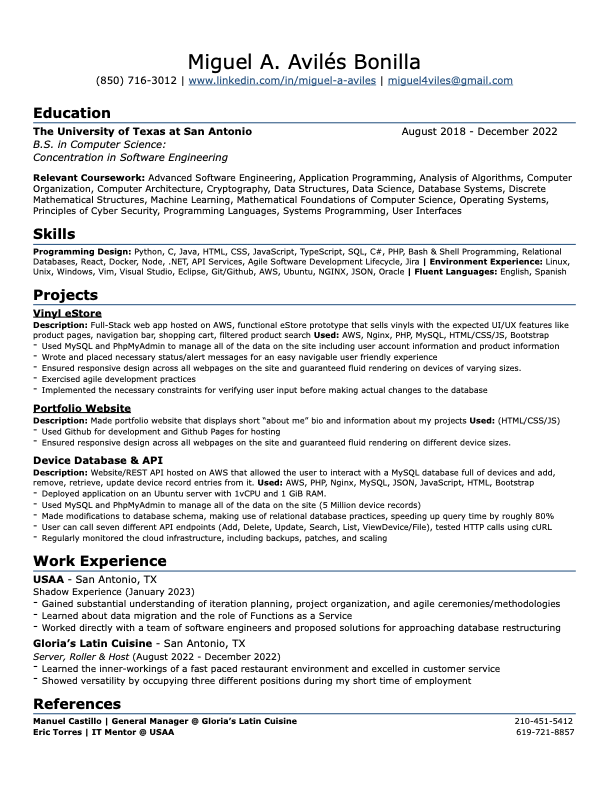 Miguel A. Avilés Bonilla
(850) 716-3012 | www.linkedin.com/in/miguel-a-aviles | miguel4viles@gmail.com
Education
The University of Texas at San Antonio August 2018 - December 2022
B.S. in Computer Science:
Concentration in Software Engineering
Relevant Coursework: Advanced Software Engineering, Application Programming, Analysis of Algorithms, Computer
Organization, Computer Architecture, Cryptography, Data Structures, Data Science, Database Systems, Discrete
Mathematical Structures, Machine Learning, Mathematical Foundations of Computer Science, Operating Systems,
Principles of Cyber Security, Programming Languages, Systems Programming, User Interfaces
Skills
Programming Design: Python, C, Java, HTML, CSS, JavaScript, TypeScript, SQL, C#, PHP, Bash & Shell Programming, Relational
Databases, React, Docker, Node, .NET, API Services, Agile Software Development Lifecycle, Jira | Environment Experience: Linux,
Unix, Windows, Vim, Visual Studio, Eclipse, Git/Github, AWS, Ubuntu, NGINX, JSON, Oracle | Fluent Languages: English, Spanish
Projects
Vinyl eStore
Description: Full-Stack web app hosted on AWS, functional eStore prototype that sells vinyls with the expected UI/UX features like
product pages, navigation bar, shopping cart, filtered product search Used: AWS, Nginx, PHP, MySQL, HTML/CSS/JS, Bootstrap
- Used MySQL and PhpMyAdmin to manage all of the data on the site including user account information and product information
- Wrote and placed necessary status/alert messages for an easy navigable user friendly experience
- Ensured responsive design across all webpages on the site and guaranteed fluid rendering on devices of varying sizes.
- Exercised agile development practices
- Implemented the necessary constraints for verifying user input before making actual changes to the database
Portfolio Website
Description: Made portfolio website that displays short “about me” bio and information about my projects Used: (HTML/CSS/JS)
- Used Github for development and Github Pages for hosting
- Ensured responsive design across all webpages on the site and guaranteed fluid rendering on different device sizes.
Device Database & API
Description: Website/REST API hosted on AWS that allowed the user to interact with a MySQL database full of devices and add,
remove, retrieve, update device record entries from it. Used: AWS, PHP, Nginx, MySQL, JSON, JavaScript, HTML, Bootstrap
- Deployed application on an Ubuntu server with 1vCPU and 1 GiB RAM.
- Used MySQL and PhpMyAdmin to manage all of the data on the site (5 Million device records)
- Made modifications to database schema, making use of relational database practices, speeding up query time by roughly 80%
- User can call seven different API endpoints (Add, Delete, Update, Search, List, ViewDevice/File), tested HTTP calls using cURL
- Regularly monitored the cloud infrastructure, including backups, patches, and scaling
Work Experience
USAA - San Antonio, TX
Shadow Experience (January 2023)
- Gained substantial understanding of iteration planning, project organization, and agile ceremonies/methodologies
- Learned about data migration and the role of Functions as a Service
- Worked directly with a team of software engineers and proposed solutions for approaching database restructuring
Gloria’s Latin Cuisine - San Antonio, TX
Server, Roller & Host (August 2022 - December 2022)
- Learned the inner-workings of a fast paced restaurant environment and excelled in customer service
- Showed versatility by occupying three different positions during my short time of employment
References
Manuel Castillo | General Manager @ Gloria’s Latin Cuisine 210-451-5412
Eric Torres | IT Mentor @ USAA 619-721-8857